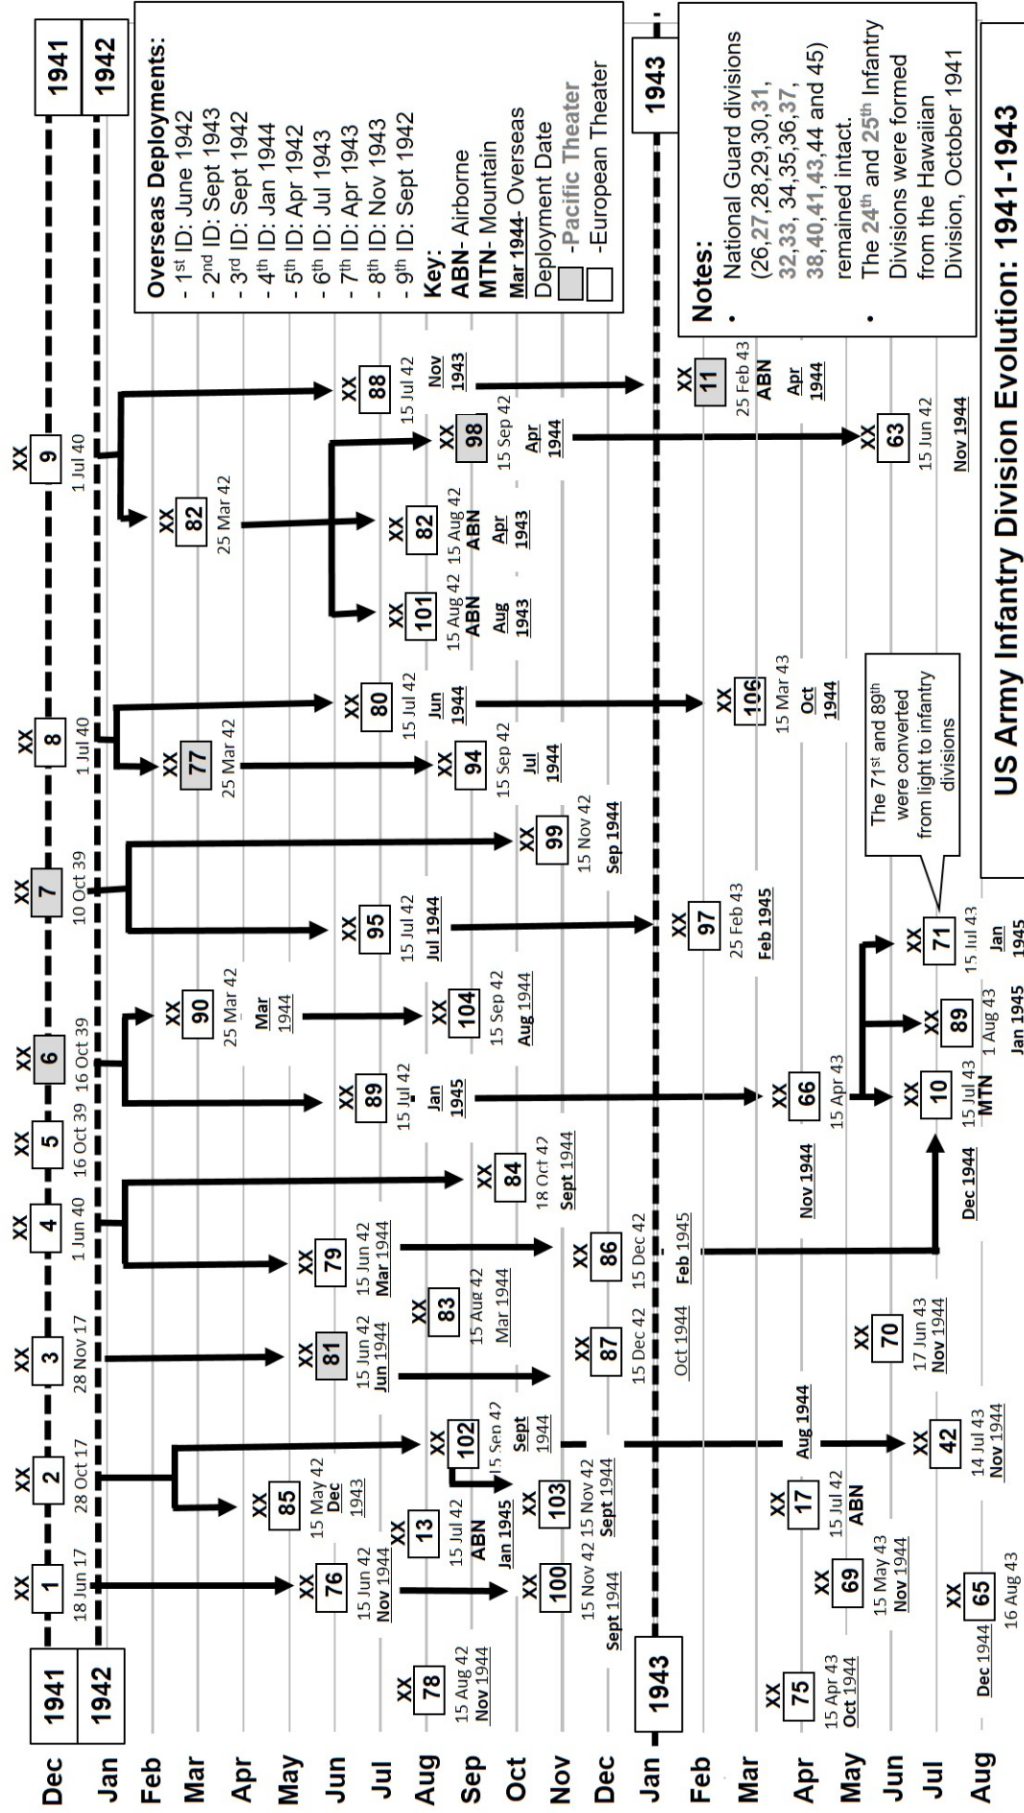 Dec
1941
XX
1
18 Jun 17
XX
2
28 Oct 17
XX
3
28 Nov 17
XX
4
1 Jun 40
XX
5
16 Oct 39
XX
6
16 Oct 39
XX
7
10 Oct 39
XX
8
1 Jul 40
XX
9
1 Jul 40
1941
Jan
1942
1942
Feb
Mar
XX
90
25 Mar 42
Mar
1944
XX
77
25 Mar 42
XX
82
25 Mar 42
Apr
May
XX
85
15 May 42
Dec
1943
Jun
XX
76
15 Jun 42
Nov 1944
XX
81
15 Jun 42
Jun 1944
XX
79
15 Jun 42
Mar 1944
Jul
XX
89
15 Jul 42
Jan
1945
XX
95
15 Jul 42
Jul 1944
XX
80
15 Jul 42
Jun
1944
XX
88
15 Jul 42
Nov
1943
Aug
XX
78
15 Aug 42
Nov 1944
XX
13
15 Jul 42
ABN
Jan 1945
XX
83
15 Aug 42
Mar 1944
XX
101
15 Aug 42
ABN
Aug
1943
XX
82
15 Aug 42
ABN
Apr
1943
Sep
XX
102
15 Sep 42
Sept
1944
XX
104
15 Sep 42
Aug 1944
XX
94
15 Sep 42
Jul
1944
XX
98
15 Sep 42
Apr
1944
Oct
XX
84
18 Oct 42
Sept 1944
Nov
XX
100
15 Nov 42
Sept 1944
XX
103
15 Nov 42
Sept 1944
XX
99
15 Nov 42
Sep 1944
Dec
XX
87
15 Dec 42
Oct 1944
XX
86
15 Dec 42
Feb 1945
Overseas Deployments:
- 1st ID: June 1942
- 2nd ID: Sept 1943
- 3rd ID: Sept 1942
- 4th ID: Jan 1944
- 5th ID: Apr 1942
- 6th ID: Jul 1943
- 7th ID: Apr 1943
- 8th ID: Nov 1943
- 9th ID: Sept 1942
Key:
ABN- Airborne
MTN- Mountain
Mar 1944- Overseas
Deployment Date
-Pacific Theater
-European Theater
Jan
1943
1943
Feb
XX
97
25 Feb 43
Feb 1945
XX
11
25 Feb 43
ABN
Apr
1944
Mar
XX
106
15 Mar 43
Oct
1944
Apr
XX
75
15 Apr 43
Oct 1944
XX
17
15 Jul 42
ABN
Aug 1944
XX
66
15 Apr 43
Nov 1944
May
XX
69
15 May 43
Nov 1944
Jun
XX
70
17 Jun 43
Nov 1944
XX
63
15 Jun 42
Nov 1944
Jul
XX
42
14 Jul 43
Nov 1944
XX
10
15 Jul 43
MTN
Dec 1944
XX
71
15 Jul 43
Jan
1945
Aug
XX
65
16 Aug 43
Dec 1944
XX
89
1 Aug 43
Jan 1945
The 71st and 89th
were converted
from light to infantry
divisions
Notes:
• National Guard divisions
(26,27,28,29,30,31,
32,33, 34,35,36,37,
38,40,41,43,44 and 45)
remained intact.
• The 24th and 25th Infantry
Divisions were formed
from the Hawaiian
Division, October 1941
US Army Infantry Division Evolution: 1941-1943